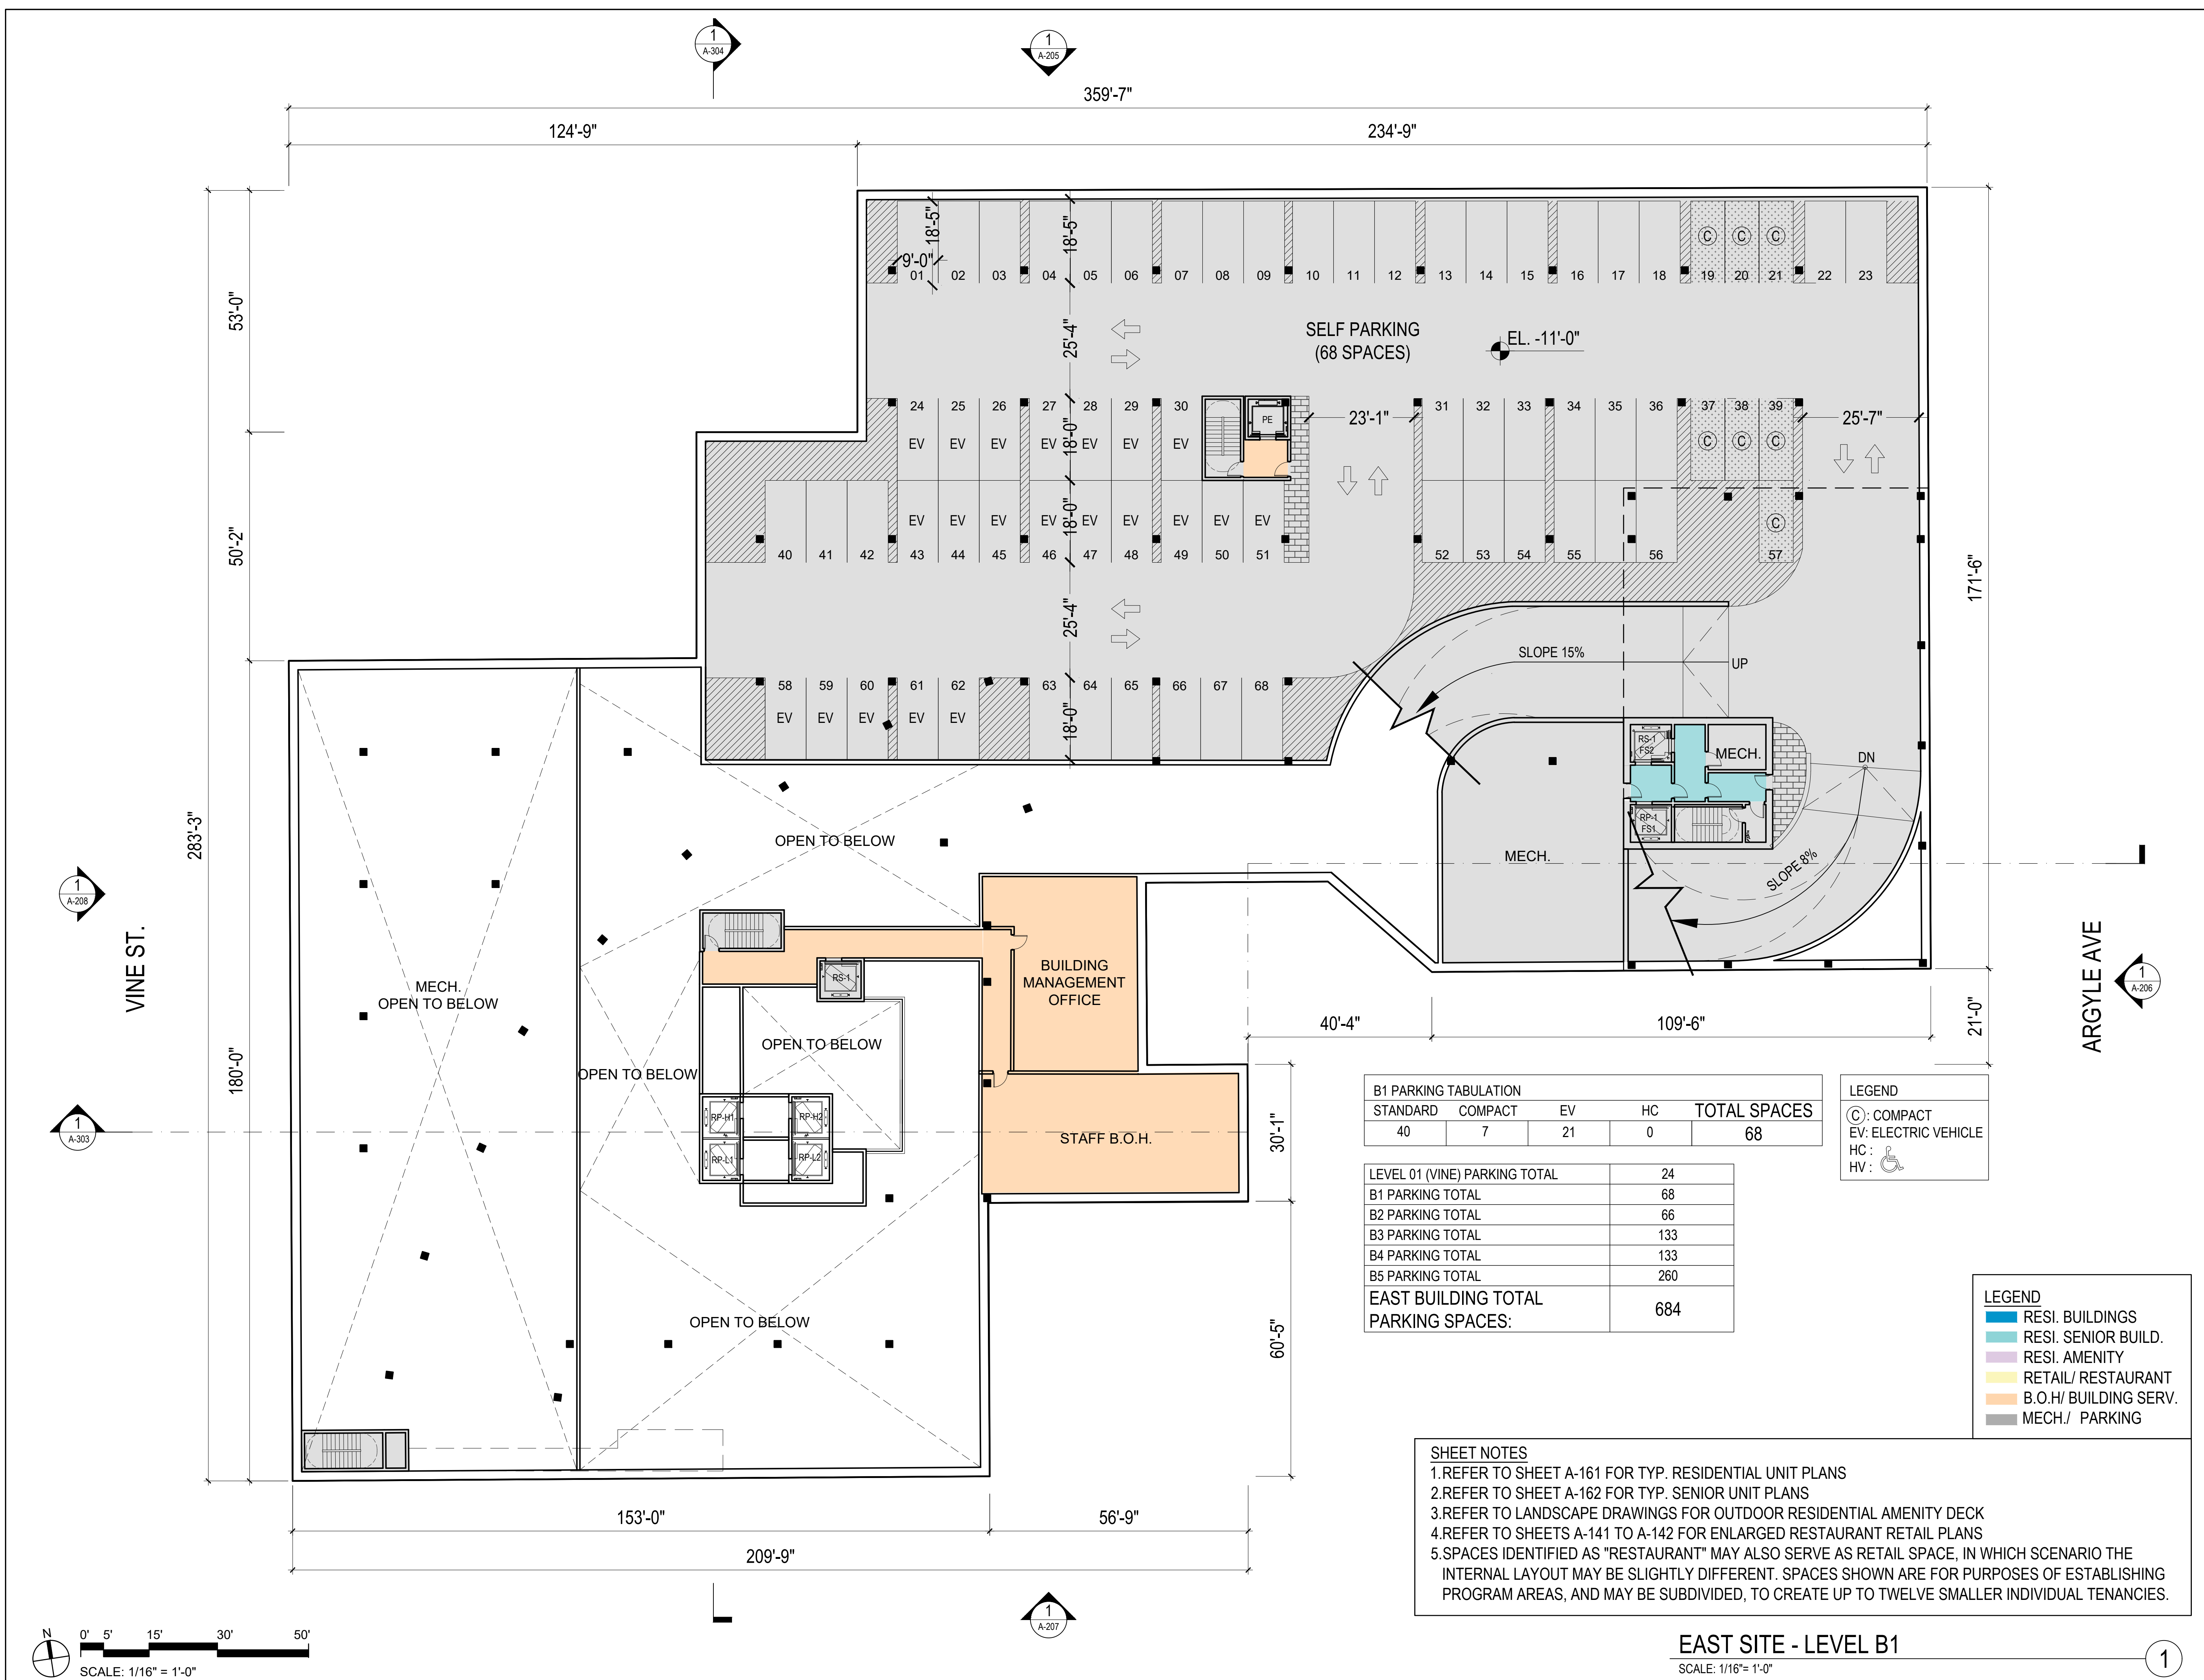 1
A-304
1
A-205
359'-7"
124'-9"
234'-9"
18'-5"
18'-5"
9'-0"
01 02 03 04 05 06 07 08 09 10 11 12 13 14 15 16 17 18 19 20 21 22 23
C C C
53'-0"
25'-4"
SELF PARKING
(68 SPACES)
EL. -11'-0"
24 25 26 27 28 29 30 31 32 33 34 35 36 37 38 39
EV EV EV EV EV EV EV
C C C
PE
23'-1"
25'-7"
18'-0"
18'-0"
50'-2"
EV EV EV EV EV EV EV EV EV
C
40 41 42 43 44 45 46 47 48 49 50 51 52 53 54 55 56 57
171'-6"
25'-4"
SLOPE 15%
UP
58 59 60 61 62 63 64 65 66 67 68
EV EV EV EV EV
18'-0"
RS-1
FS2
MECH.
DN
RP-1
FS1
SLOPE 8%
MECH.
283'-3"
OPEN TO BELOW
1
A-208
VINE ST.
MECH.
OPEN TO BELOW
RS-1
BUILDING
MANAGEMENT
OFFICE
ARGYLE AVE
1
A-206
40'-4"
109'-6"
21'-0"
OPEN TO BELOW
OPEN TO BELOW
180'-0"
1
A-303
RP-H1
RP-H2
RP-L1
RP-L2
STAFF B.O.H.
30'-1"
OPEN TO BELOW
60'-5"
B1 PARKING TABULATION
STANDARD COMPACT EV HC TOTAL SPACES
40 7 21 0 68
LEGEND
C : COMPACT
EV: ELECTRIC VEHICLE
HC :
HV :
LEVEL 01 (VINE) PARKING TOTAL 24
B1 PARKING TOTAL 68
B2 PARKING TOTAL 66
B3 PARKING TOTAL 133
B4 PARKING TOTAL 133
B5 PARKING TOTAL 260
EAST BUILDING TOTAL
PARKING SPACES: 684
LEGEND
RESI. BUILDINGS
RESI. SENIOR BUILD.
RESI. AMENITY
RETAIL/ RESTAURANT
B.O.H/ BUILDING SERV.
MECH./ PARKING
153'-0"
56'-9"
209'-9"
1
A-207
SHEET NOTES
1.REFER TO SHEET A-161 FOR TYP. RESIDENTIAL UNIT PLANS
2.REFER TO SHEET A-162 FOR TYP. SENIOR UNIT PLANS
3.REFER TO LANDSCAPE DRAWINGS FOR OUTDOOR RESIDENTIAL AMENITY DECK
4.REFER TO SHEETS A-141 TO A-142 FOR ENLARGED RESTAURANT RETAIL PLANS
5.SPACES IDENTIFIED AS "RESTAURANT" MAY ALSO SERVE AS RETAIL SPACE, IN WHICH SCENARIO THE
INTERNAL LAYOUT MAY BE SLIGHTLY DIFFERENT. SPACES SHOWN ARE FOR PURPOSES OF ESTABLISHING
PROGRAM AREAS, AND MAY BE SUBDIVIDED, TO CREATE UP TO TWELVE SMALLER INDIVIDUAL TENANCIES.
N
0' 5' 15' 30' 50'
SCALE: 1/16" = 1'-0"
EAST SITE - LEVEL B1
SCALE: 1/16"= 1'-0"
1